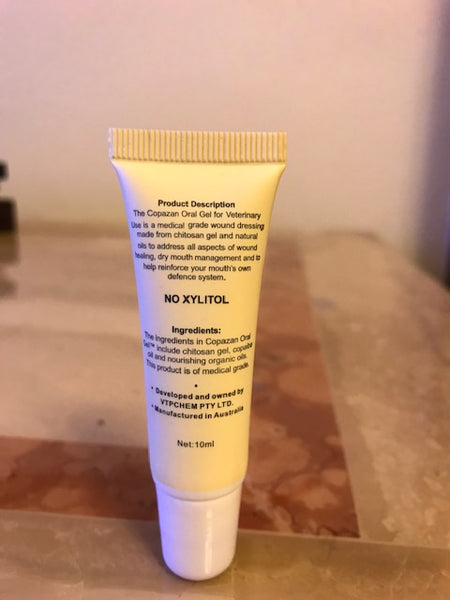 Product Description
The Copazan Oral Gel for Veterinary
Use is a medical grade wound dressing
made from chitosan gel and natural
oils to address all aspects of wound
healing, dry mouth management and to
help reinforce your mouth's own
defence system.
NO XYLITOL
Ingredients:
The ingredients in Copazan Oral
Gel™ include chitosan gel, copaiba
oil and nourishing organic oils.
This product is of medical grade.
•
• Developed and owned by
VTPCHEM PTY LTD.
• Manufactured in Australia
Net:10ml